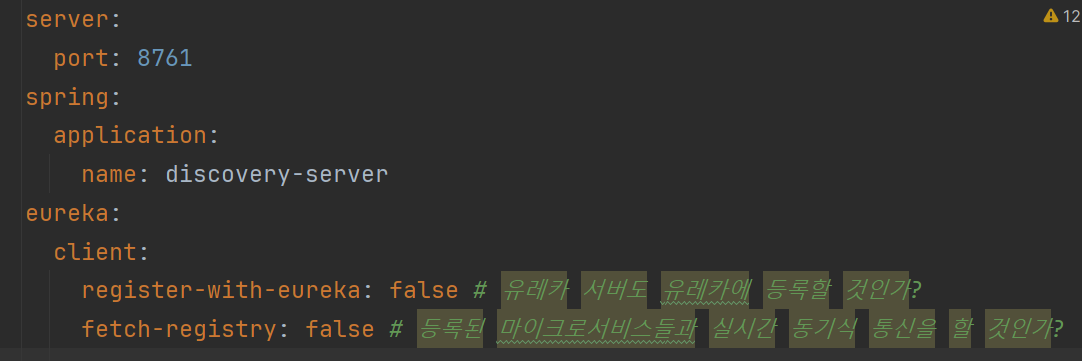 server:
  port: 8761
spring:
  application:
    name: discovery-server
eureka:
  client:
    register-with-eureka: false # 유레카 서버도 유레카에 등록할 것인가?
    fetch-registry: false # 등록된 마이크로서비스들과 실시간 동기식 통신을 할 것인가?
12